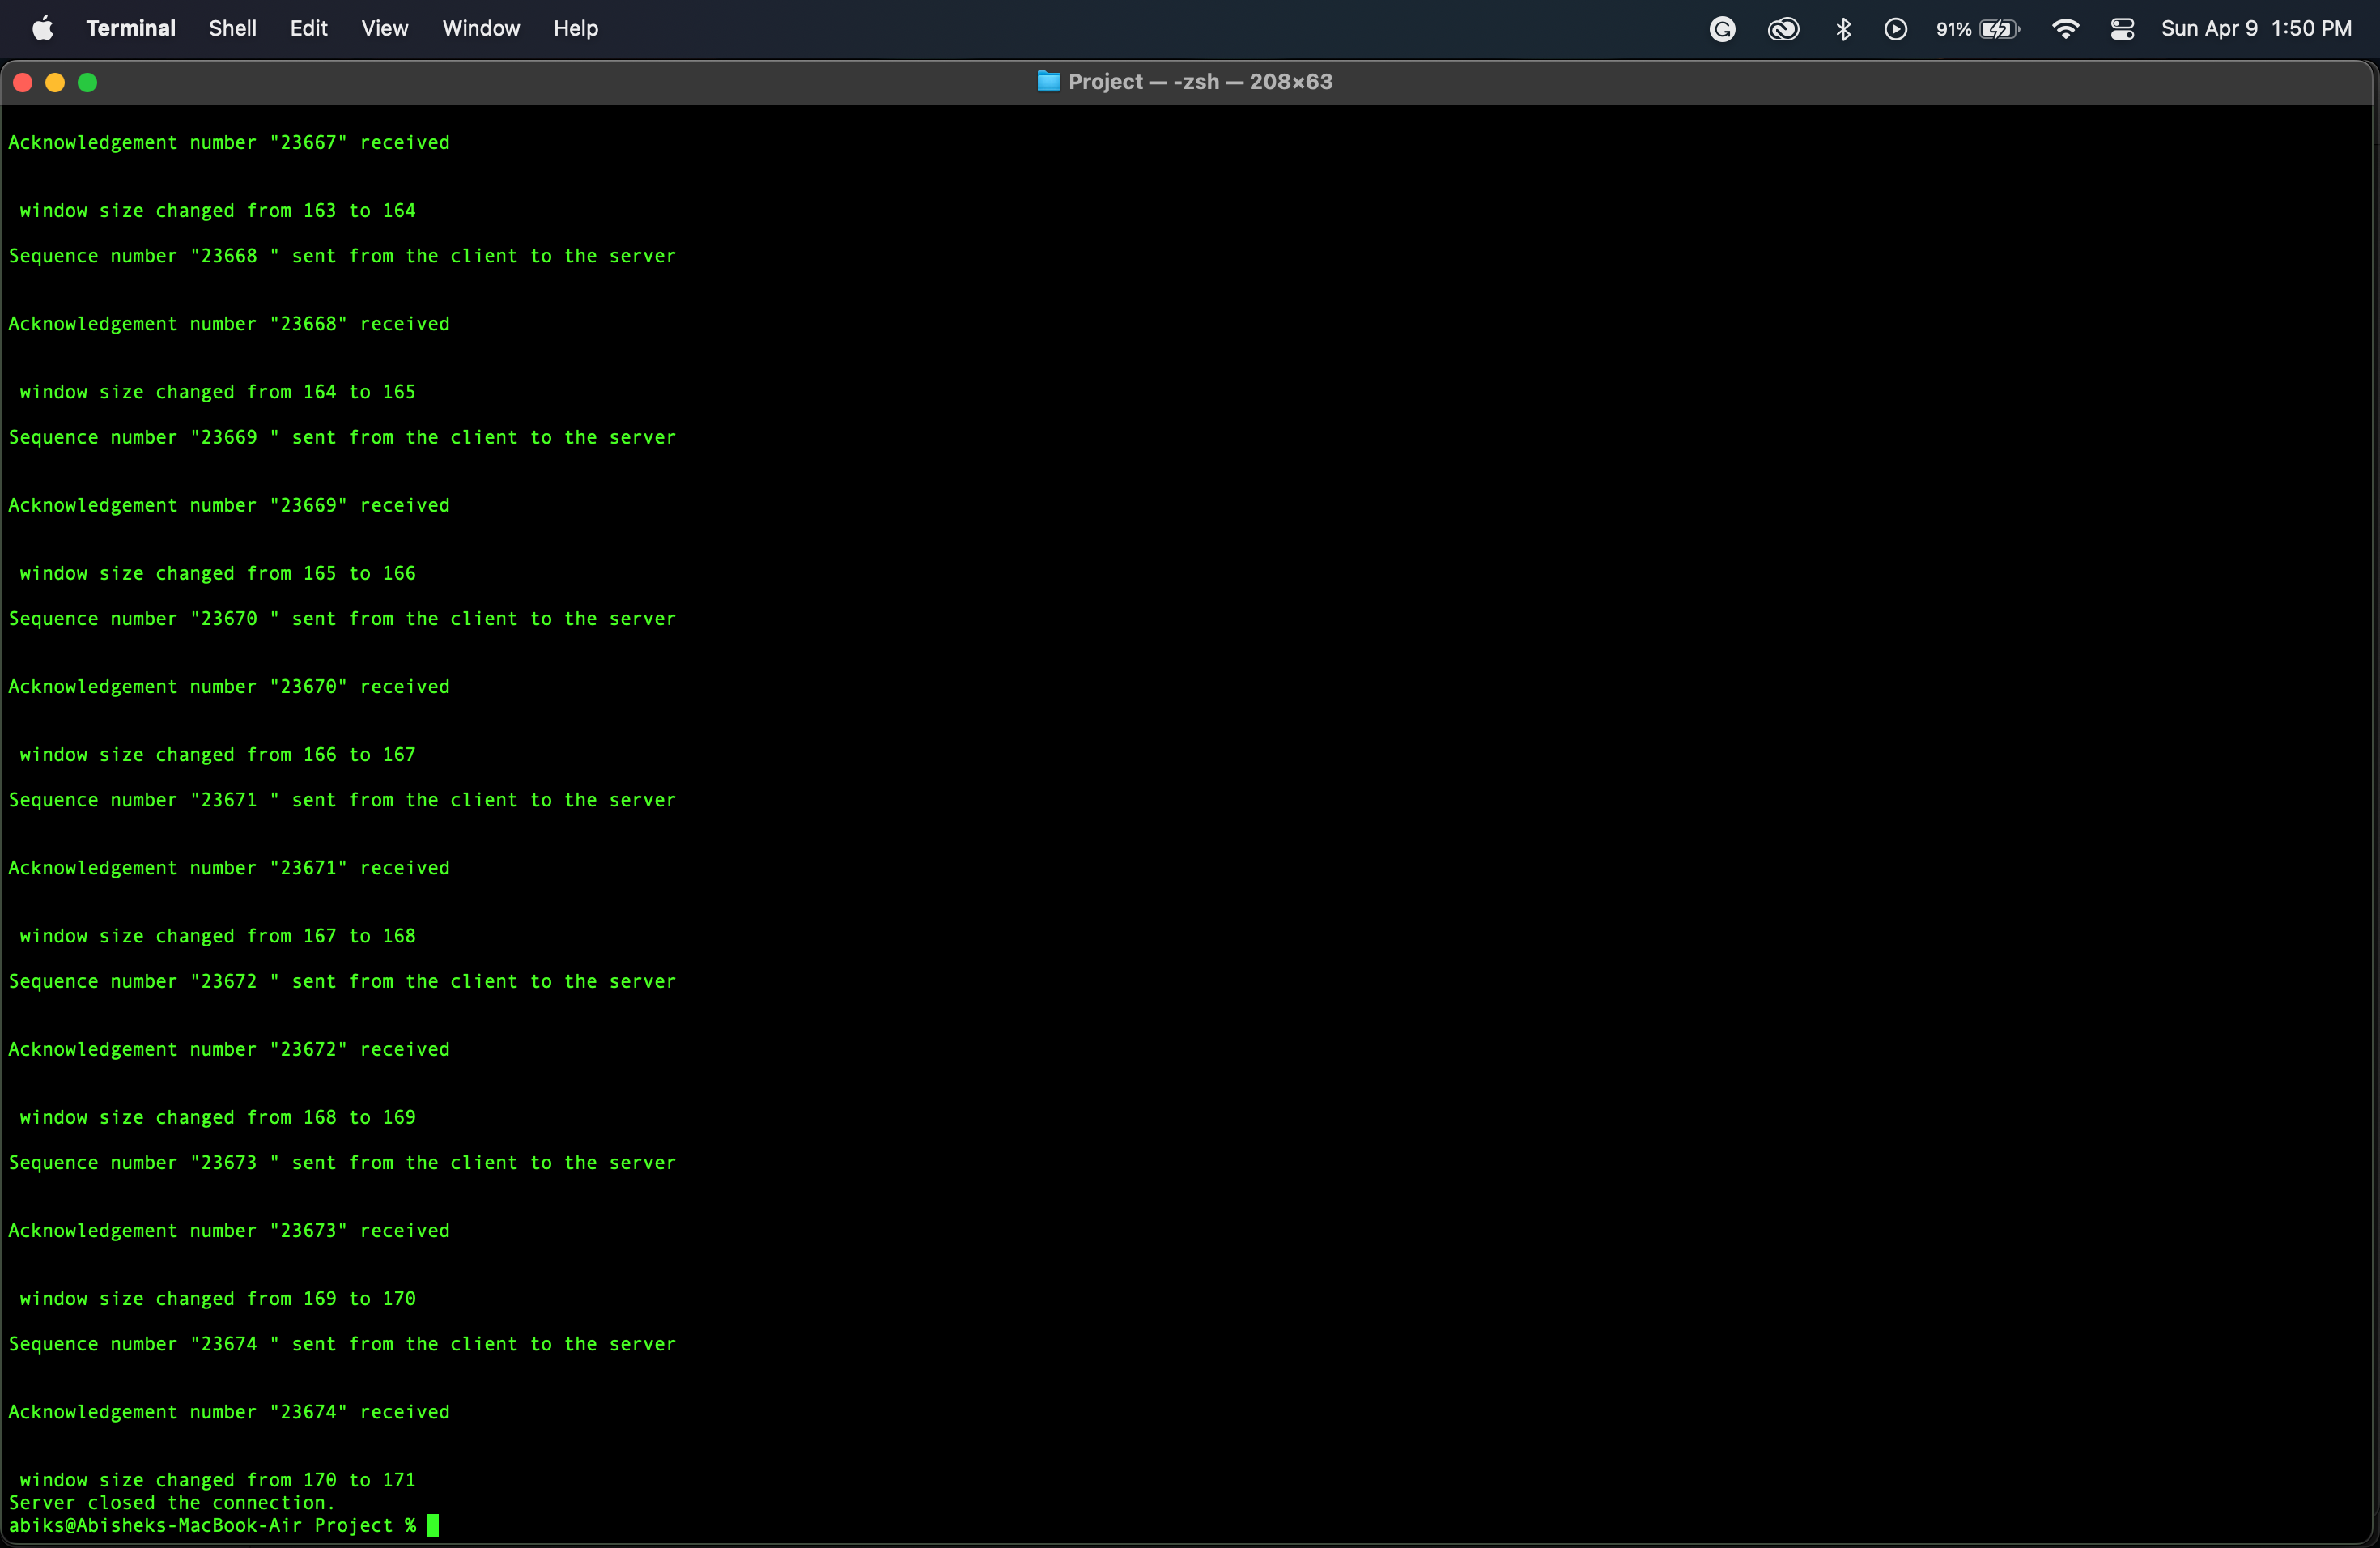 Terminal Shell Edit View Window Help 91% Sun Apr 9 1:50 PM
Project — -zsh — 208×63
Acknowledgement number "23667" received
window size changed from 163 to 164
Sequence number "23668 " sent from the client to the server
Acknowledgement number "23668" received
window size changed from 164 to 165
Sequence number "23669 " sent from the client to the server
Acknowledgement number "23669" received
window size changed from 165 to 166
Sequence number "23670 " sent from the client to the server
Acknowledgement number "23670" received
window size changed from 166 to 167
Sequence number "23671 " sent from the client to the server
Acknowledgement number "23671" received
window size changed from 167 to 168
Sequence number "23672 " sent from the client to the server
Acknowledgement number "23672" received
window size changed from 168 to 169
Sequence number "23673 " sent from the client to the server
Acknowledgement number "23673" received
window size changed from 169 to 170
Sequence number "23674 " sent from the client to the server
Acknowledgement number "23674" received
window size changed from 170 to 171
Server closed the connection.
abiks@Abisheks-MacBook-Air Project %